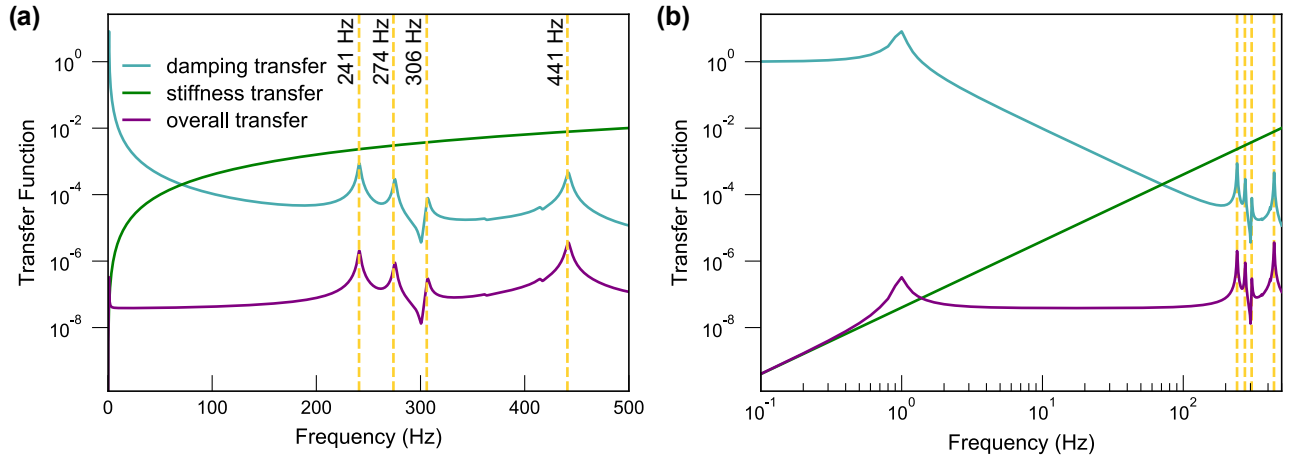 (a)
Transfer Function
10^0
10^-2
10^-4
10^-6
10^-8
damping transfer
stiffness transfer
overall transfer
241 Hz
274 Hz
306 Hz
441 Hz
0
100
200
300
400
500
Frequency (Hz)
(b)
Transfer Function
10^0
10^-2
10^-4
10^-6
10^-8
10^-1
10^0
10^1
10^2
Frequency (Hz)